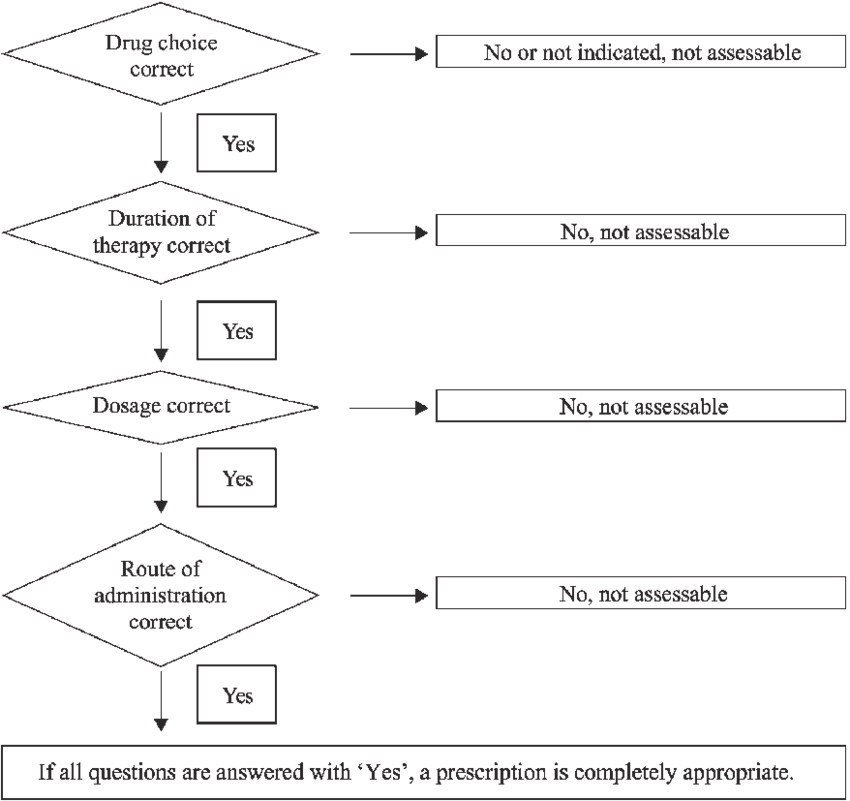 Drug choice
correct
No or not indicated, not assessable
Yes
Duration of
therapy correct
No, not assessable
Yes
Dosage correct
No, not assessable
Yes
Route of
administration
correct
No, not assessable
Yes
If all questions are answered with ‘Yes’, a prescription is completely appropriate.